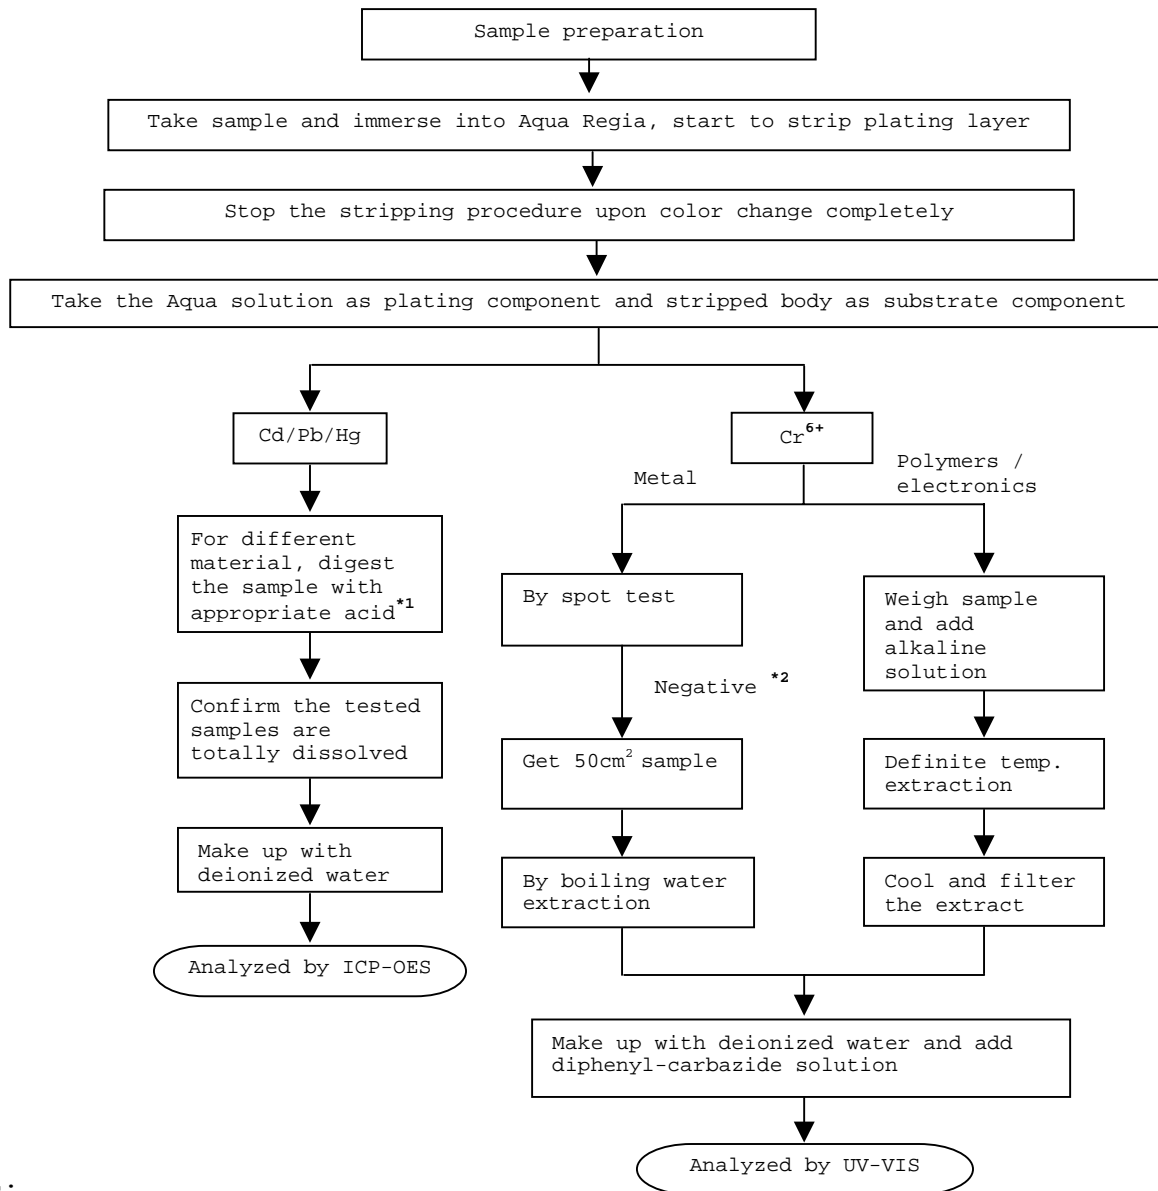 Sample preparation
Take sample and immerse into Aqua Regia, start to strip plating layer
Stop the stripping procedure upon color change completely
Take the Aqua solution as plating component and stripped body as substrate component
Cd/Pb/Hg
For different
material, digest
the sample with
appropriate acid*1
Confirm the tested
samples are
totally dissolved
Make up with
deionized water
Analyzed by ICP-OES
Cr6+
Metal
By spot test
Negative *2
Get 50cm2 sample
By boiling water
extraction
Polymers /
electronics
Weigh sample
and add
alkaline
solution
Definite temp.
extraction
Cool and filter
the extract
Make up with deionized water and add
diphenyl-carbazide solution
Analyzed by UV-VIS